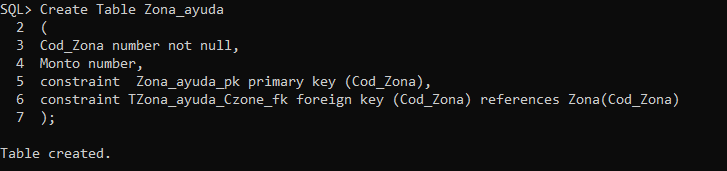 SQL> Create Table Zona_ayuda
2 (
3 Cod_Zona number not null,
4 Monto number,
5 constraint  Zona_ayuda_pk primary key (Cod_Zona),
6 constraint TZona_ayuda_Czone_fk foreign key (Cod_Zona) references Zona(Cod_Zona)
7 );
Table created.